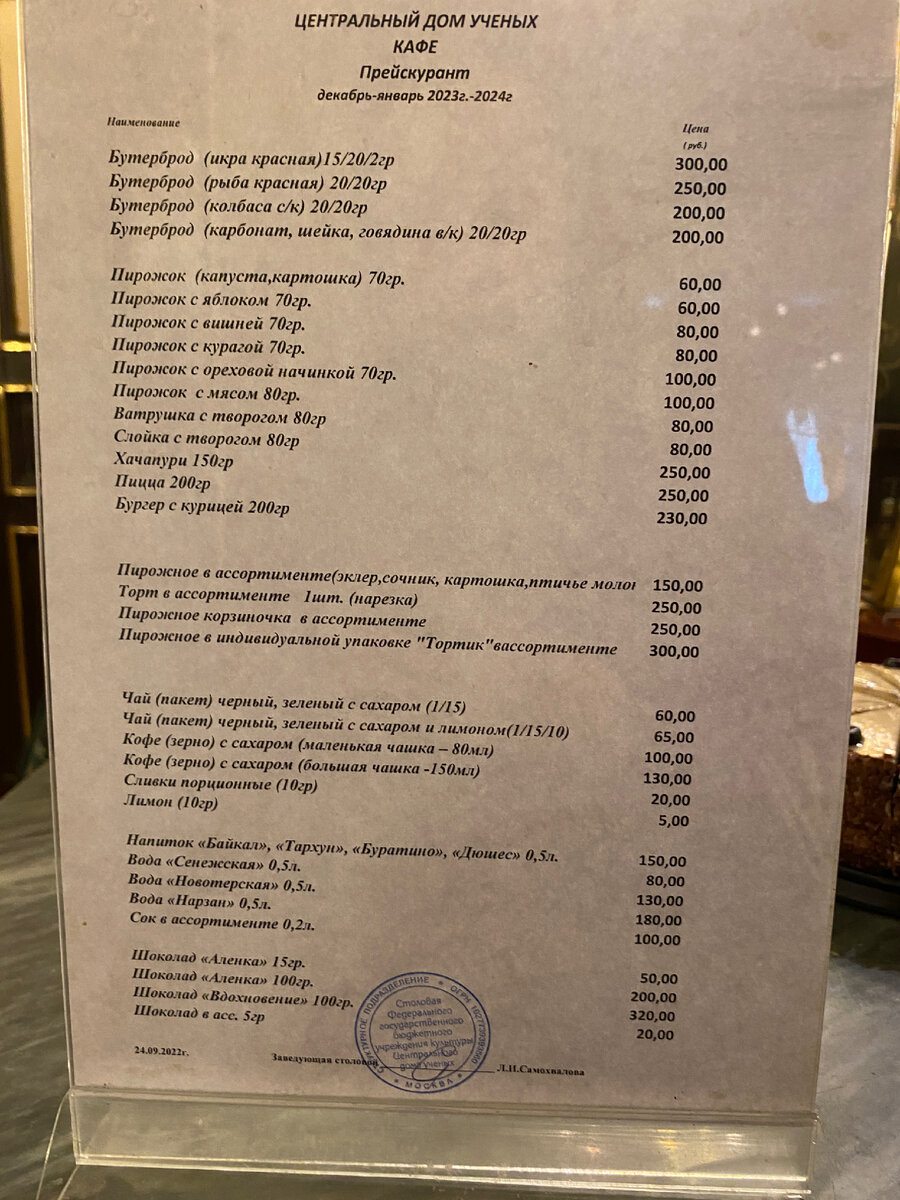 ЦЕНТРАЛЬНЫЙ ДОМ УЧЕНЫХ
КАФЕ
Прейскурант
декабрь-январь 2023г.-2024г
Наименование Цена
(руб.)
Бутерброд (икра красная)15/20/2гр 300,00
Бутерброд (рыба красная) 20/20гр 250,00
Бутерброд (колбаса с/к) 20/20гр 200,00
Бутерброд (карбонат, шейка, говядина в/к) 20/20гр 200,00
Пирожок (капуста,картошка) 70гр. 60,00
Пирожок с яблоком 70гр. 60,00
Пирожок с вишней 70гр. 80,00
Пирожок с курагой 70гр. 80,00
Пирожок с ореховой начинкой 70гр. 100,00
Пирожок с мясом 80гр. 100,00
Ватрушка с творогом 80гр 80,00
Слойка с творогом 80гр 80,00
Хачапури 150гр 250,00
Пицца 200гр 250,00
Бургер с курицей 200гр 230,00
Пирожное в ассортименте(эклер,сочник, картошка,птичье молок 150,00
Торт в ассортименте 1шт. (нарезка) 250,00
Пирожное корзиночка в ассортименте 250,00
Пирожное в индивидуальной упаковке "Тортик"вассортименте 300,00
Чай (пакет) черный, зеленый с сахаром (1/15) 60,00
Чай (пакет) черный, зеленый с сахаром и лимоном(1/15/10) 65,00
Кофе (зерно) с сахаром (маленькая чашка – 80мл) 100,00
Кофе (зерно) с сахаром (большая чашка -150мл) 130,00
Сливки порционные (10гр) 20,00
Лимон (10гр) 5,00
Напиток «Байкал», «Тархун», «Буратино», «Дюшес» 0,5л. 150,00
Вода «Сенежская» 0,5л. 80,00
Вода «Новотерская» 0,5л. 130,00
Вода «Нарзан» 0,5л. 180,00
Сок в ассортименте 0,2л. 100,00
Шоколад «Аленка» 15гр. 50,00
Шоколад «Аленка» 100гр. 200,00
Шоколад «Вдохновение» 100гр. 320,00
Шоколад в асс. 5гр 20,00
24.09.2022г.
Заведующая столовой Л.И.Самохвалова
СТРУКТУРНОЕ ПОДРАЗДЕЛЕНИЕ * ОГРН
* МОСКВА *
Столовая
Федерального
государственного
бюджетного
учреждения культуры
Центральный
дом ученых